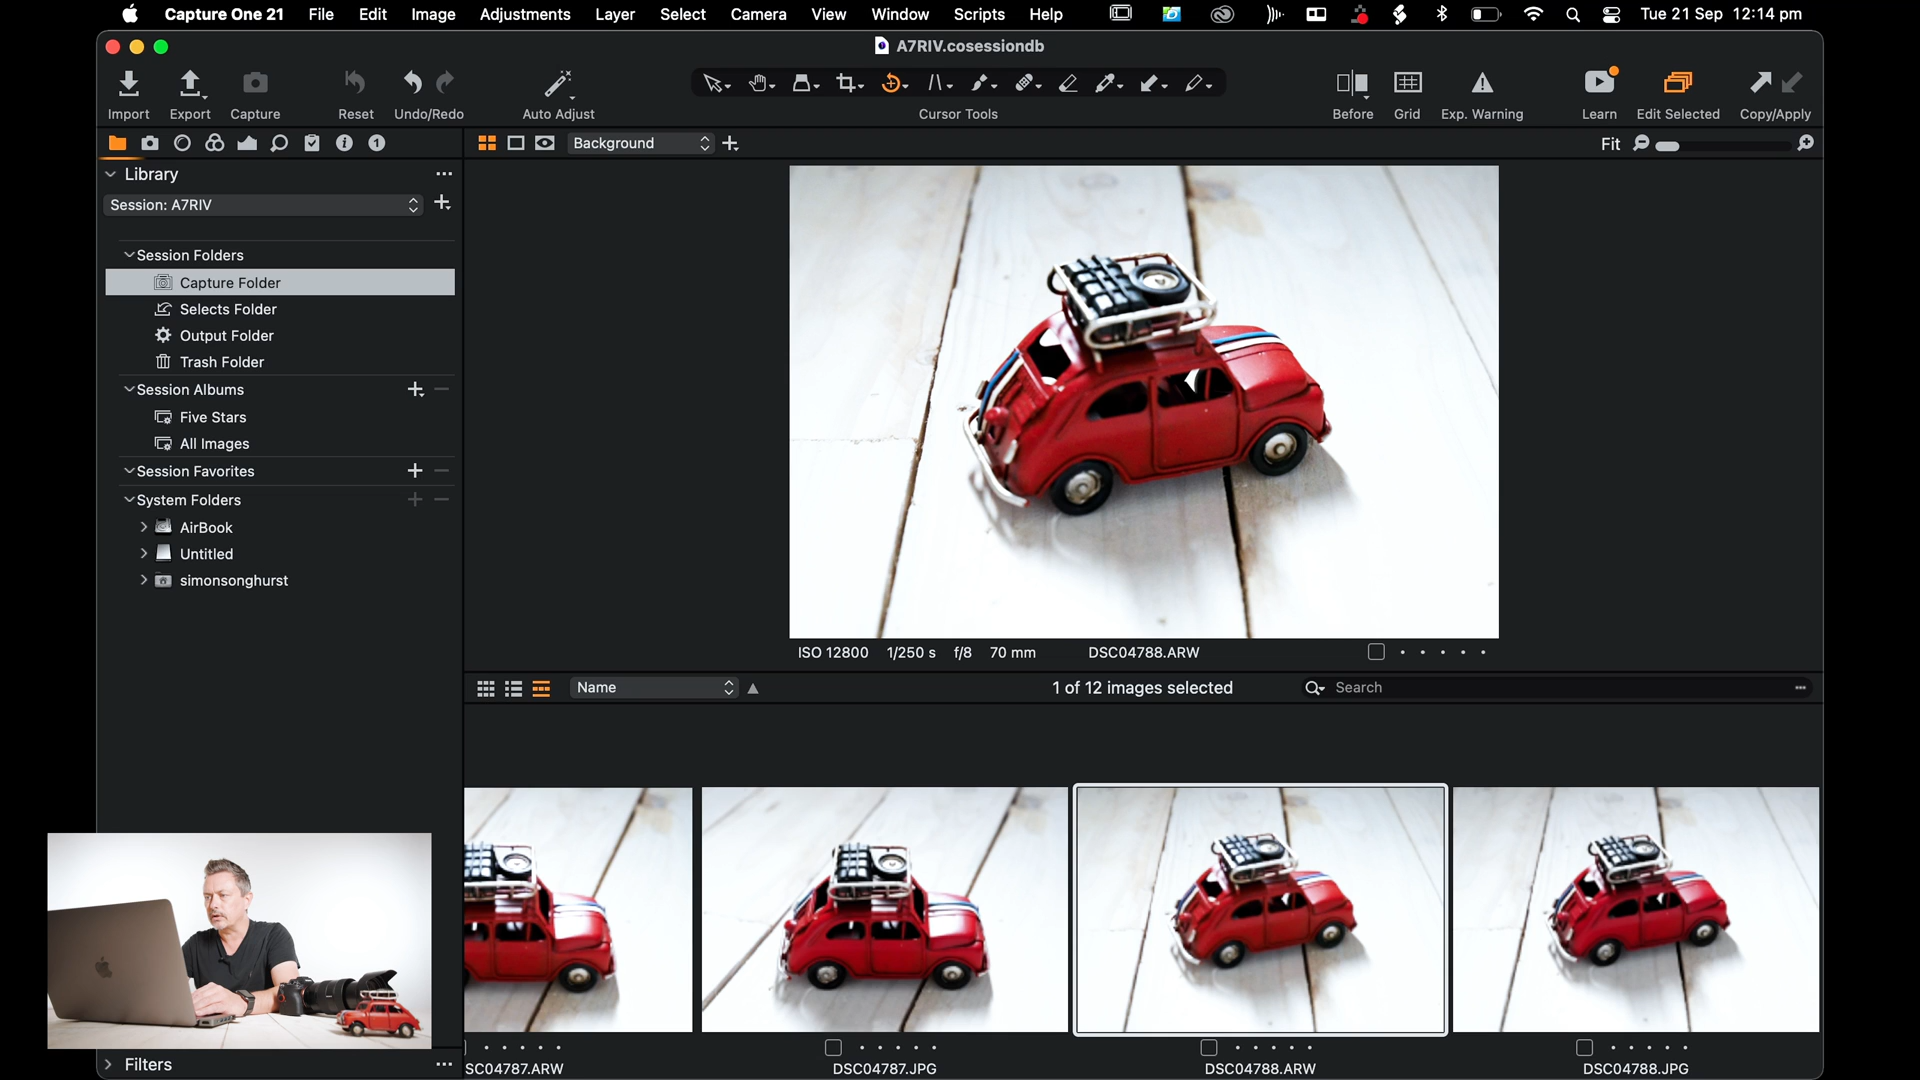 Capture One 21 File Edit Image Adjustments Layer Select Camera View Window Scripts Help Tue 21 Sep 12:14 pm
A7RIV.cosessiondb
Import Export Capture Reset Undo/Redo Auto Adjust Cursor Tools Before Grid Exp. Warning Learn Edit Selected Copy/Apply
Background Fit
Library
Session: A7RIV
Session Folders
Capture Folder
Selects Folder
Output Folder
Trash Folder
Session Albums
Five Stars
All Images
Session Favorites
System Folders
AirBook
Untitled
simonsonghurst
ISO 12800 1/250 s f/8 70 mm DSC04788.ARW
Name 1 of 12 images selected Search
Filters
SC04787.ARW DSC04787.JPG DSC04788.ARW DSC04788.JPG